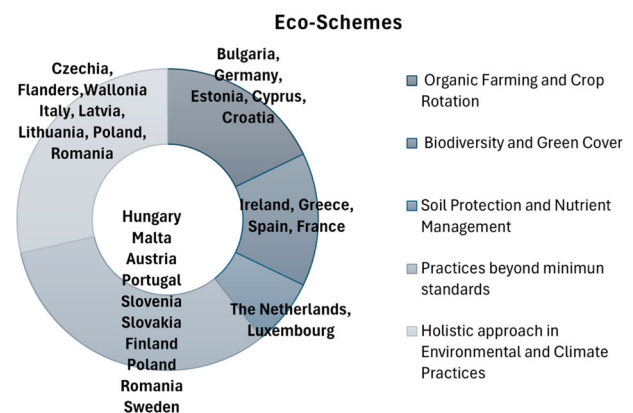 Eco-Schemes
Czechia,
Flanders,Wallonia
Italy, Latvia,
Lithuania, Poland,
Romania
Bulgaria,
Germany,
Estonia, Cyprus,
Croatia
Ireland, Greece,
Spain, France
The Netherlands,
Luxembourg
Hungary
Malta
Austria
Portugal
Slovenia
Slovakia
Finland
Poland
Romania
Sweden
Organic Farming and Crop
Rotation
Biodiversity and Green Cover
Soil Protection and Nutrient
Management
Practices beyond minimun
standards
Holistic approach in
Environmental and Climate
Practices